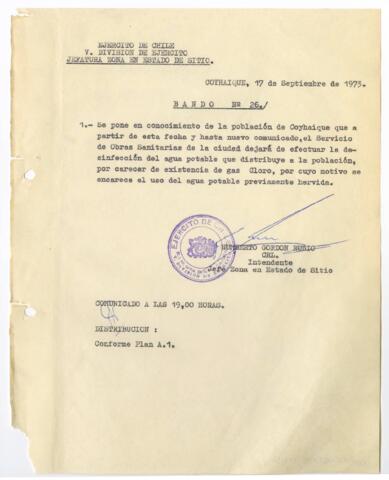 EJERCITO DE CHILE
V. DIVISION DE EJERCITO
JEFATURA ZONA EN ESTADO DE SITIO.
COYHAIQUE, 17 de Septiembre de 1973.
B A N D O Nº 26./
1.- Se pone en conocimiento de la población de Coyhaique que a
partir de esta fecha y hasta nuevo comunicado, el Servicio
de Obras Sanitarias de la ciudad dejará de efectuar la de-
sinfección del agua potable que distribuye a la población,
por carecer de existencia de gas Cloro, por cuyo motivo se
encarece el uso del agua potable previamente hervida.
EJERCITO DE
HUMBERTO GORDON RUBIO
CRL.
Intendente
Jefe Zona en Estado de Sitio
COMUNICADO A LAS 19,00 HORAS.
DISTRIBUCION :
Conforme Plan A.1.